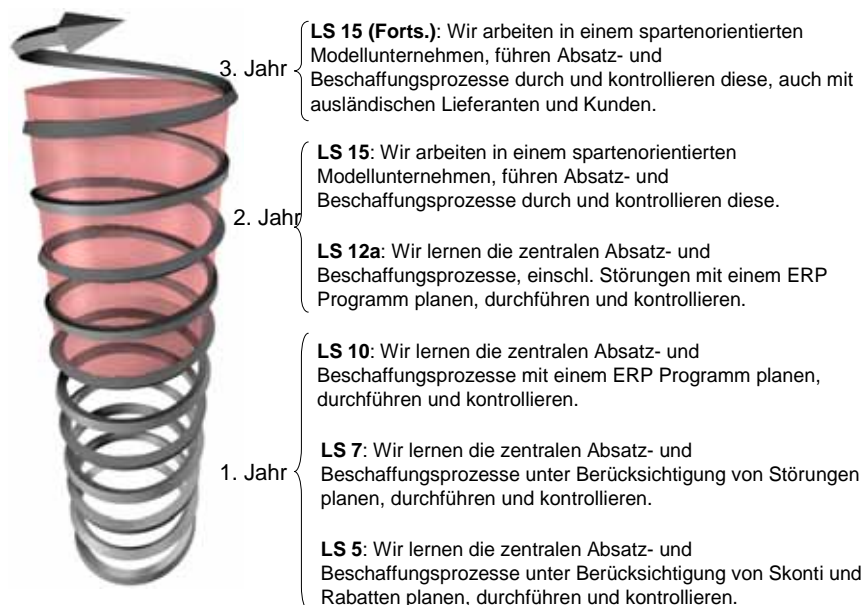 3. Jahr
LS 15 (Forts.): Wir arbeiten in einem spartenorientierten
Modellunternehmen, führen Absatz- und
Beschaffungsprozesse durch und kontrollieren diese, auch mit
ausländischen Lieferanten und Kunden.
2. Jahr
LS 15: Wir arbeiten in einem spartenorientierten
Modellunternehmen, führen Absatz- und
Beschaffungsprozesse durch und kontrollieren diese.
LS 12a: Wir lernen die zentralen Absatz- und
Beschaffungsprozesse, einschl. Störungen mit einem ERP
Programm planen, durchführen und kontrollieren.
1. Jahr
LS 10: Wir lernen die zentralen Absatz- und
Beschaffungsprozesse mit einem ERP Programm planen,
durchführen und kontrollieren.
LS 7: Wir lernen die zentralen Absatz- und
Beschaffungsprozesse unter Berücksichtigung von Störungen
planen, durchführen und kontrollieren.
LS 5: Wir lernen die zentralen Absatz- und
Beschaffungsprozesse unter Berücksichtigung von Skonti und
Rabatten planen, durchführen und kontrollieren.